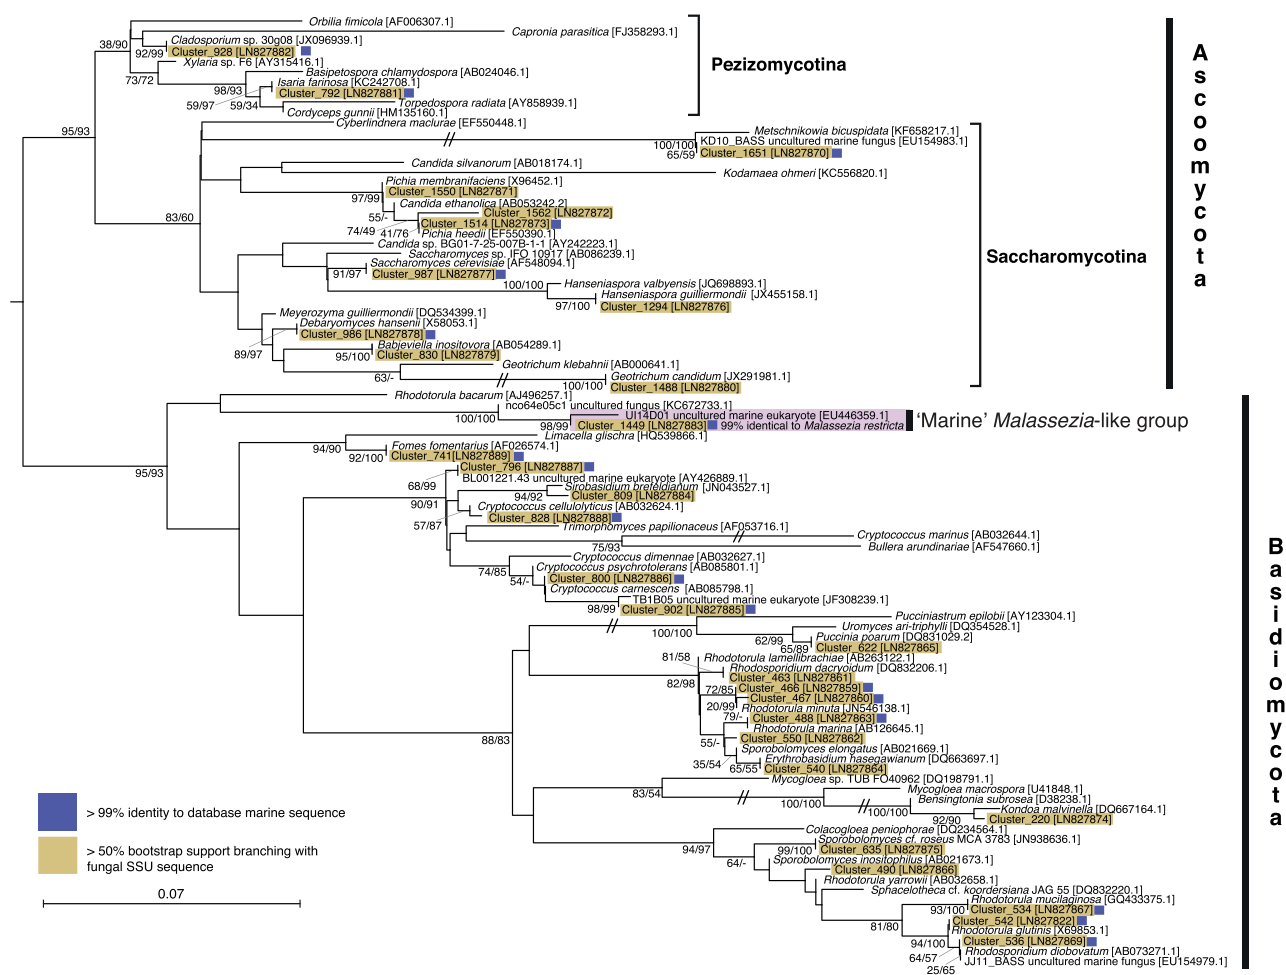 Orbilia fimicola [AF006307.1]
Capronia parasitica [FJ358293.1]
38/90
Cladosporium sp. 30g08 [JX096939.1]
92/99
Cluster_928 [LN827882]
Xylaria sp. F6 [AY315416.1]
Pezizomycotina
73/72
Basipetospora chlamydospora [AB024046.1]
Isaria farinosa [KC242708.1]
98/93
Cluster_792 [LN827881]
59/97
59/34
Torpedospora radiata [AY858939.1]
Cordyceps gunnii [HM135160.1]
95/93
Cyberlindnera maclurae [EF550448.1]
Metschnikowia bicuspidata [KF658217.1]
100/100
KD10_BASS uncultured marine fungus [EU154983.1]
65/59
Cluster_1651 [LN827870]
Candida silvanorum [AB018174.1]
Kodamaea ohmeri [KC556820.1]
Pichia membranifaciens [X96452.1]
Cluster_1550 [LN827871]
97/99
Candida ethanolica [AB053242.2]
83/60
55/-
Cluster_1562 [LN827872]
Cluster_1514 [LN827873]
74/49
41/76
Pichia heedii [EF550390.1]
Candida sp. BG01-7-25-007B-1-1 [AY242223.1]
Saccharomyces sp. IFO 10917 [AB086239.1]
Saccharomycotina
Saccharomyces cerevisiae [AF548094.1]
91/97
Cluster_987 [LN827877]
100/100
Hanseniaspora valbyensis [JQ698893.1]
Hanseniaspora guilliermondii [JX455158.1]
97/100
Cluster_1294 [LN827876]
Meyerozyma guilliermondii [DQ534399.1]
Debaryomyces hansenii [X58053.1]
Cluster_986 [LN827878]
Babjeviella inositovora [AB054289.1]
89/97
95/100
Cluster_830 [LN827879]
Geotrichum klebahnii [AB000641.1]
63/-
Geotrichum candidum [JX291981.1]
100/100
Cluster_1488 [LN827880]
Ascoomycota
Rhodotorula bacarum [AJ496257.1]
nco64e05c1 uncultured fungus [KC672733.1]
100/100
UI14D01 uncultured marine eukaryote [EU446359.1]
98/99
Cluster_1449 [LN827883]
99% identical to Malassezia restricta
'Marine' Malassezia-like group
Limacella glischra [HQ539866.1]
94/90
Fomes fomentarius [AF026574.1]
92/100
Cluster_741[LN827889]
95/93
Cluster_796 [LN827887]
68/99
BL001221.43 uncultured marine eukaryote [AY426889.1]
Sirobasidium brefeldianum [JN043527.1]
94/92
Cluster_809 [LN827884]
90/91
Cryptococcus cellulolyticus [AB032624.1]
57/87
Cluster_828 [LN827888]
Trimorphomyces papilionaceus [AF053716.1]
Cryptococcus marinus [AB032644.1]
75/93
Bullera arundinariae [AF547660.1]
Cryptococcus dimennae [AB032627.1]
74/85
Cryptococcus psychrotolerans [AB085801.1]
54/-
Cluster_800 [LN827886]
Cryptococcus carnescens [AB085798.1]
TB1B05 uncultured marine eukaryote [JF308239.1]
98/99
Cluster_902 [LN827885]
Pucciniastrum epilobii [AY123304.1]
Uromyces ari-triphylli [DQ354528.1]
100/100
62/99
Puccinia poarum [DQ831029.2]
65/89
Cluster_622 [LN827865]
81/58
Rhodotorula lamellibrachiae [AB263122.1]
Rhodosporidium dacryoidum [DQ832206.1]
Cluster_463 [LN827861]
82/98
72/85
Cluster_466 [LN827859]
Cluster_467 [LN827860]
20/99
Rhodotorula minuta [JN546138.1]
79/-
Cluster_488 [LN827863]
Rhodotorula marina [AB126645.1]
55/-
Cluster_550 [LN827862]
88/83
Sporobolomyces elongatus [AB021669.1]
Erythrobasidium hasegawianum [DQ663697.1]
35/54
65/55
Cluster_540 [LN827864]
Mycogloea sp. TUB FO40962 [DQ198791.1]
83/54
Mycogloea macrospora [U41848.1]
100/100
Bensingtonia subrosea [D38238.1]
100/100
Kondoa malvinella [DQ667164.1]
92/90
Cluster_220 [LN827874]
Colacogloea peniophorae [DQ234564.1]
94/97
Sporobolomyces cf. roseus MCA 3783 [JN938636.1]
99/100
Cluster_635 [LN827875]
64/-
Sporobolomyces inositophilus [AB021673.1]
Cluster_490 [LN827866]
Rhodotorula yarrowii [AB032658.1]
Sphacelotheca cf. koordersiana JAG 55 [DQ832220.1]
Rhodotorula mucilaginosa [GQ433375.1]
93/100
Cluster_534 [LN827867]
81/80
Cluster_542 [LN827822]
Rhodotorula glutinis [X69853.1]
94/100
Cluster_536 [LN827869]
Rhodosporidium diobovatum [AB073271.1]
64/57
JJ11_BASS uncultured marine fungus [EU154979.1]
25/65
Basidiomycota
> 99% identity to database marine sequence
> 50% bootstrap support branching with
fungal SSU sequence
0.07